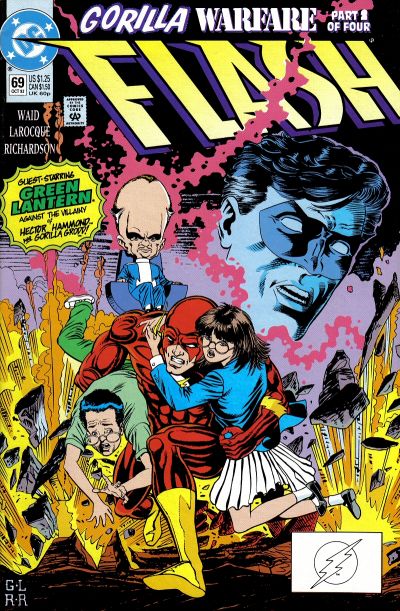 GORILLA WARFARE PART 2 OF FOUR
DC
FLASH
69
OCT 92
US $1.25
CAN $1.50
UK 60p
APPROVED
BY THE
COMICS
CODE
AUTHORITY
WAID
LaROCQUE
RICHARDSON
GUEST-STARRING
GREEN
LANTERN
AGAINST THE VILLAINY
OF
HECTOR HAMMOND
GORILLA GRODD!
G·L
R·R